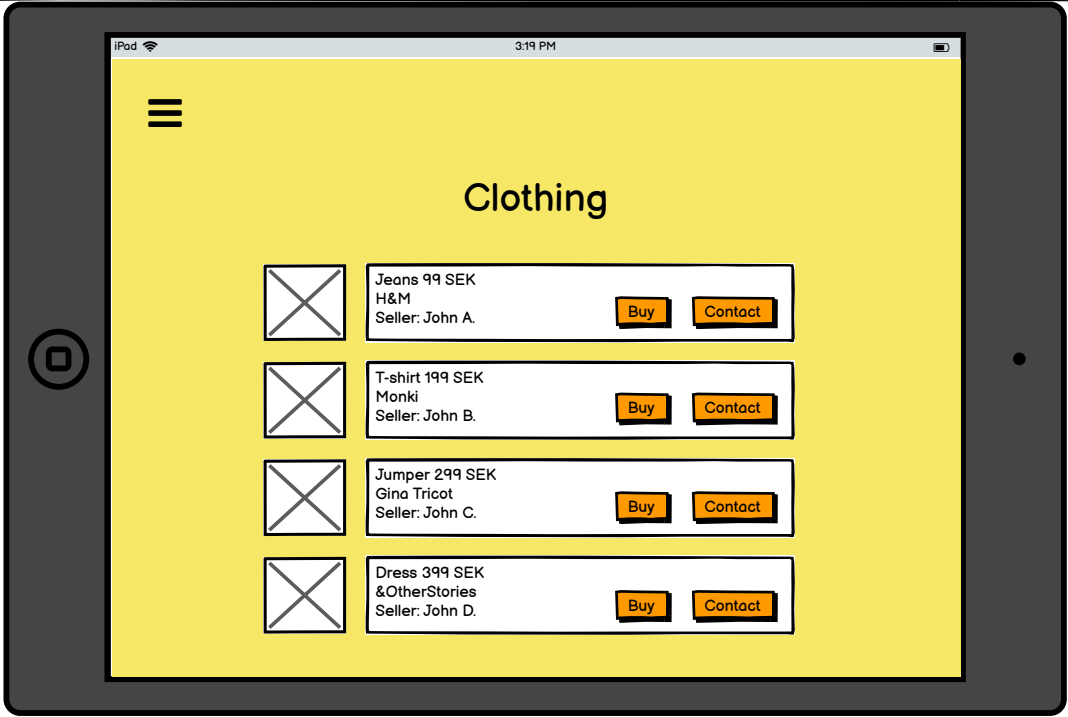 iPad
3:19 PM
Clothing
Jeans 99 SEK
H&M
Seller: John A.
Buy
Contact
T-shirt 199 SEK
Monki
Seller: John B.
Buy
Contact
Jumper 299 SEK
Gina Tricot
Seller: John C.
Buy
Contact
Dress 399 SEK
&OtherStories
Seller: John D.
Buy
Contact